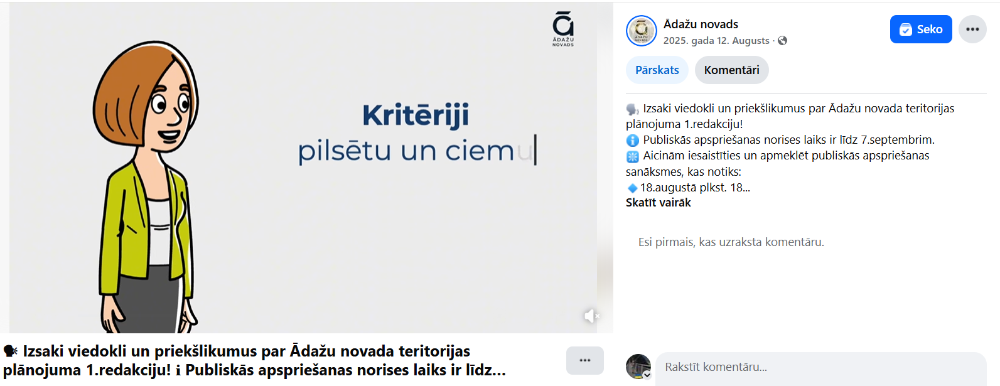 ā
ĀDAŽU
NOVADS
Kritēriji
pilsētu un ciemu
🗣 Izsaki viedokli un priekšlikumus par Ādažu novada teritorijas
plānojuma 1.redakciju! ℹ Publiskās apspriešanas norises laiks ir līdz...
Ādažu novads
2025. gada 12. Augusts ·
Seko
Pārskats
Komentāri
🗣 Izsaki viedokli un priekšlikumus par Ādažu novada teritorijas
plānojuma 1.redakciju!
ℹ Publiskās apspriešanas norises laiks ir līdz 7.septembrim.
Aicinām iesaistīties un apmeklēt publiskās apspriešanas
sanāksmes, kas notiks:
🔹 18.augustā plkst. 18...
Skatīt vairāk
Esi pirmais, kas uzraksta komentāru.
Rakstīt komentāru...